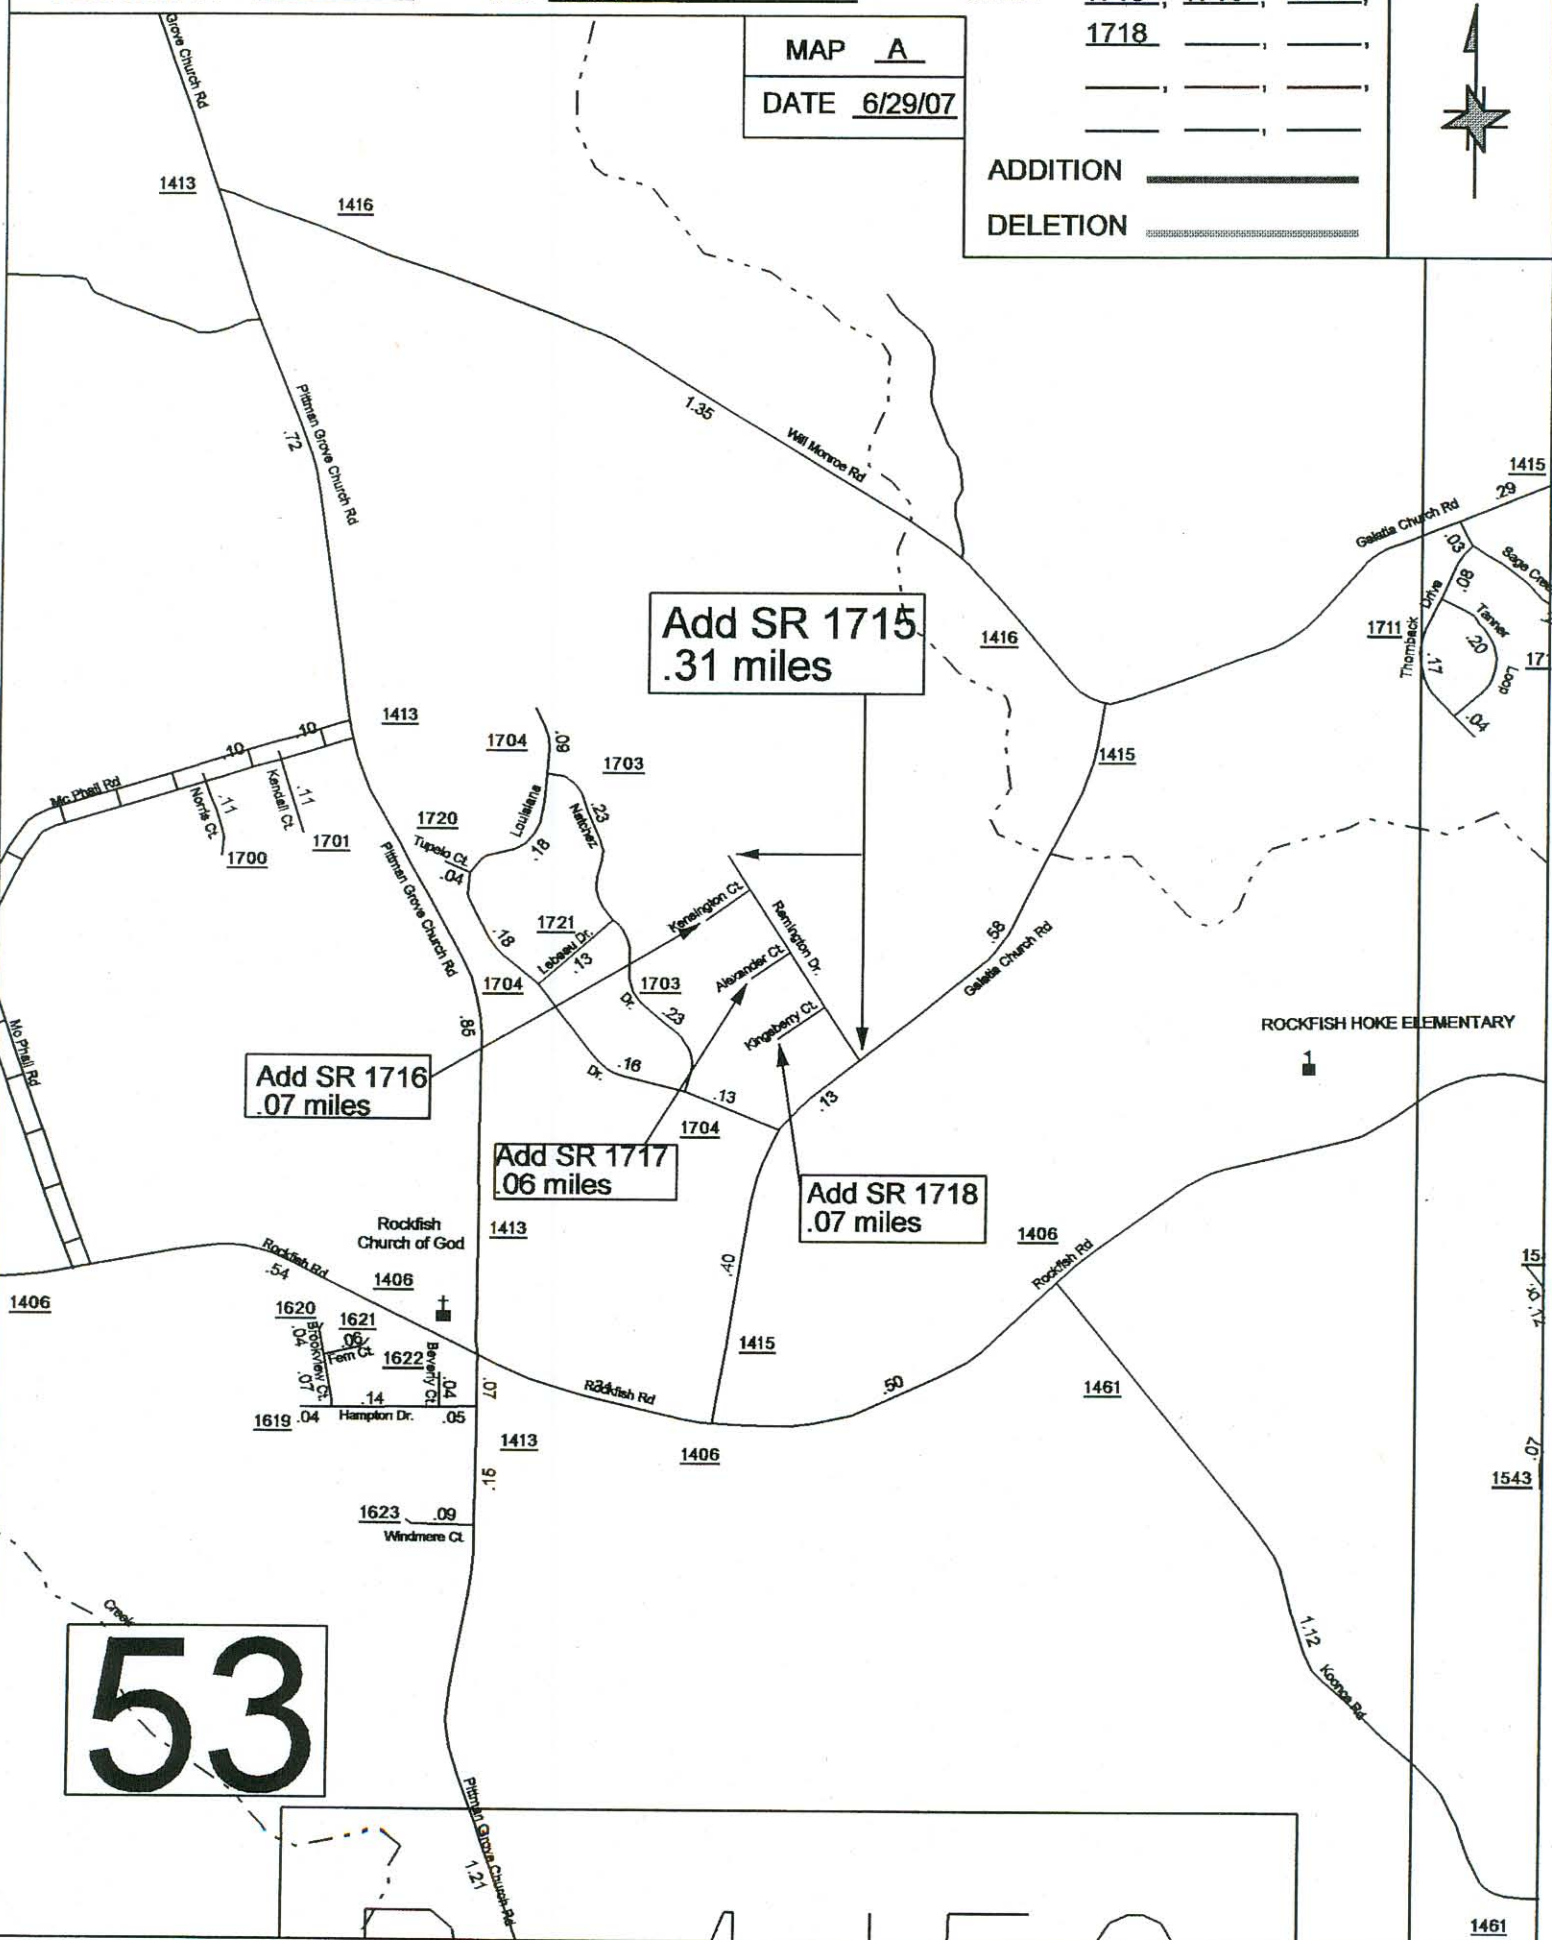 MAP A
DATE 6/29/07
1718
ADDITION
DELETION
Grove Church Rd
1413
1416
Pittman Grove Church Rd
.72
1.35
Will Monroe Rd
1415
.29
Galatia Church Rd
.03
Sage Cree
.08
Thornback Drive
Tanner
.20
Loop
1711
.17
17
.04
Add SR 1715
.31 miles
1416
1413
1415
1704
.09
1703
.10
.10
Mc Phail Rd
Norris Ct.
.11
Kendall Ct.
.11
1700
1701
1720
Tupelo Ct.
.04
Louisiana
.18
Natchez
.23
Pittman Grove Church Rd
.18
1721
Lebeau Dr.
.13
1704
1703
Dr.
.23
Kensington Ct.
Remington Dr.
Alexander Ct.
Kingsberry Ct.
.58
Galatia Church Rd
.85
Mc Phail Rd
ROCKFISH HOKE ELEMENTARY
1
Add SR 1716
.07 miles
Dr.
.16
.13
.13
1704
Add SR 1717
.06 miles
Add SR 1718
.07 miles
Rockfish
Church of God
1413
1406
Rockfish Rd
Rockfish Rd
.54
1406
.40
1406
1620
.04
Brookview Ct.
.07
1621
.06
Fern Ct.
1622
Beverly Ct.
.04
.07
.14
1619
.04
Hampton Dr.
.05
Rockfish Rd
1415
.50
1461
15
1413
1406
.15
.07
1543
1623
.09
Windmere Ct.
Creek
53
1.12
Koonce Rd
Pittman Grove Church Rd
1.21
1461